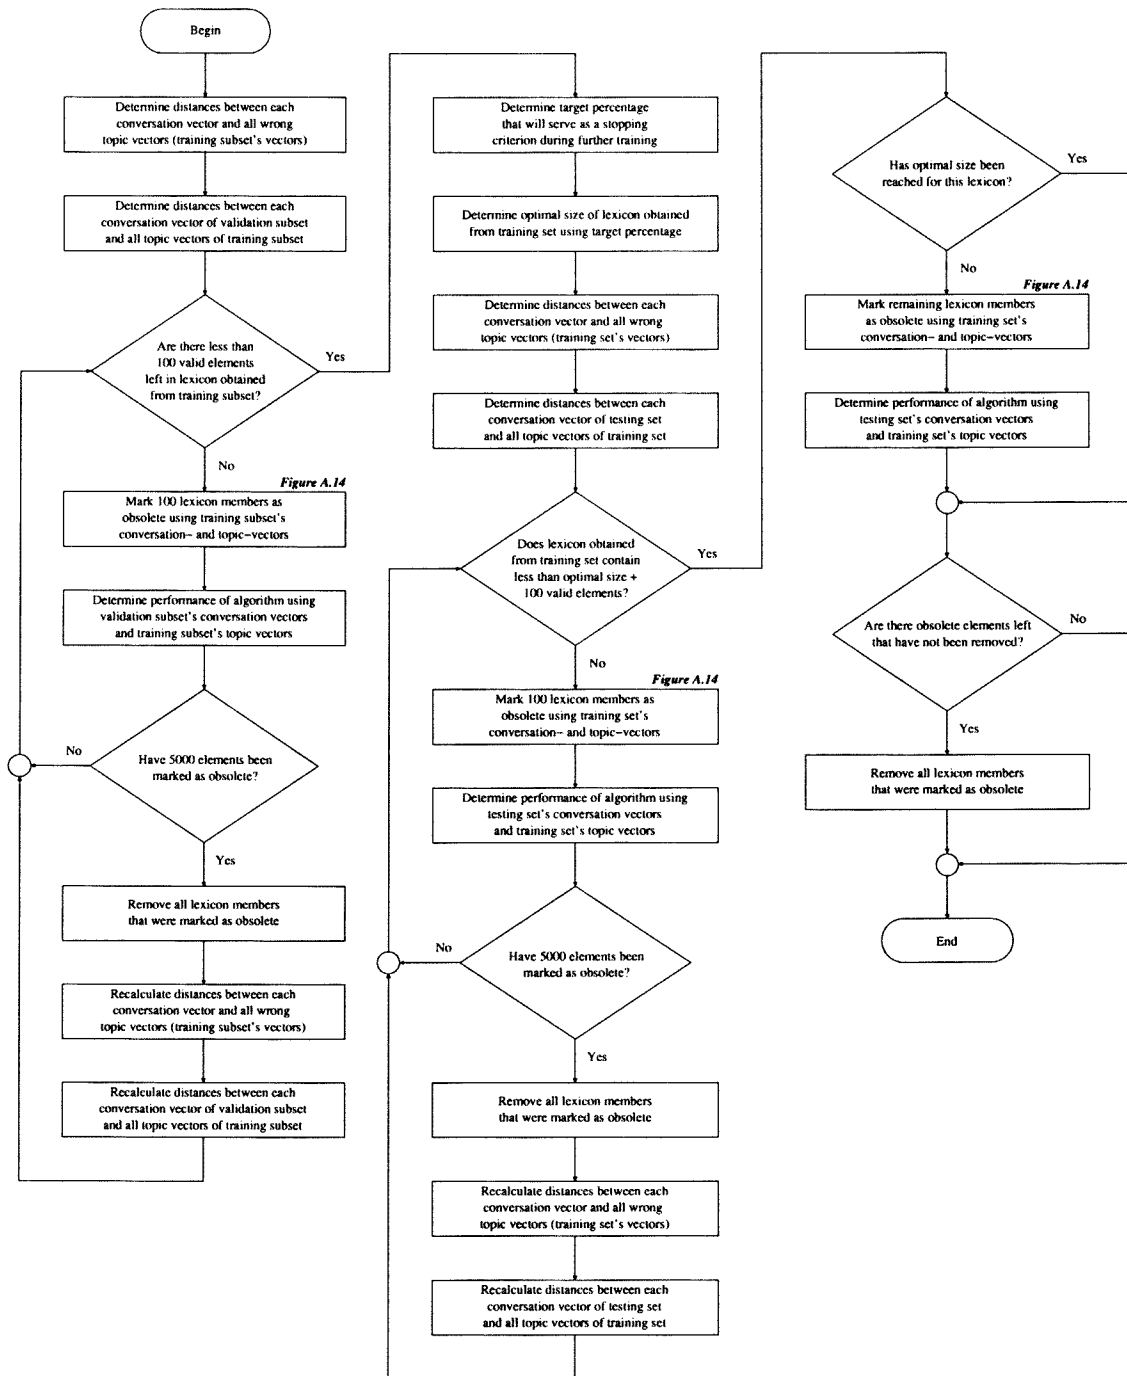 Begin
Determine distances between each
conversation vector and all wrong
topic vectors (training subset's vectors)
Determine distances between each
conversation vector of validation subset
and all topic vectors of training subset
Are there less than
100 valid elements
left in lexicon obtained
from training subset?
Yes
No
Figure A.14
Mark 100 lexicon members as
obsolete using training subset's
conversation- and topic-vectors
Determine performance of algorithm using
validation subset's conversation vectors
and training subset's topic vectors
Have 5000 elements been
marked as obsolete?
No
Yes
Remove all lexicon members
that were marked as obsolete
Recalculate distances between each
conversation vector and all wrong
topic vectors (training subset's vectors)
Recalculate distances between each
conversation vector of validation subset
and all topic vectors of training subset
Determine target percentage
that will serve as a stopping
criterion during further training
Determine optimal size of lexicon obtained
from training set using target percentage
Determine distances between each
conversation vector and all wrong
topic vectors (training set's vectors)
Determine distances between each
conversation vector of testing set
and all topic vectors of training set
Does lexicon obtained
from training set contain
less than optimal size +
100 valid elements?
Yes
No
Figure A.14
Mark 100 lexicon members as
obsolete using training set's
conversation- and topic-vectors
Determine performance of algorithm using
testing set's conversation vectors
and training set's topic vectors
Have 5000 elements been
marked as obsolete?
No
Yes
Remove all lexicon members
that were marked as obsolete
Recalculate distances between each
conversation vector and all wrong
topic vectors (training set's vectors)
Recalculate distances between each
conversation vector of testing set
and all topic vectors of training set
Has optimal size been
reached for this lexicon?
Yes
No
Figure A.14
Mark remaining lexicon members
as obsolete using training set's
conversation- and topic-vectors
Determine performance of algorithm using
testing set's conversation vectors
and training set's topic vectors
Are there obsolete elements left
that have not been removed?
No
Yes
Remove all lexicon members
that were marked as obsolete
End